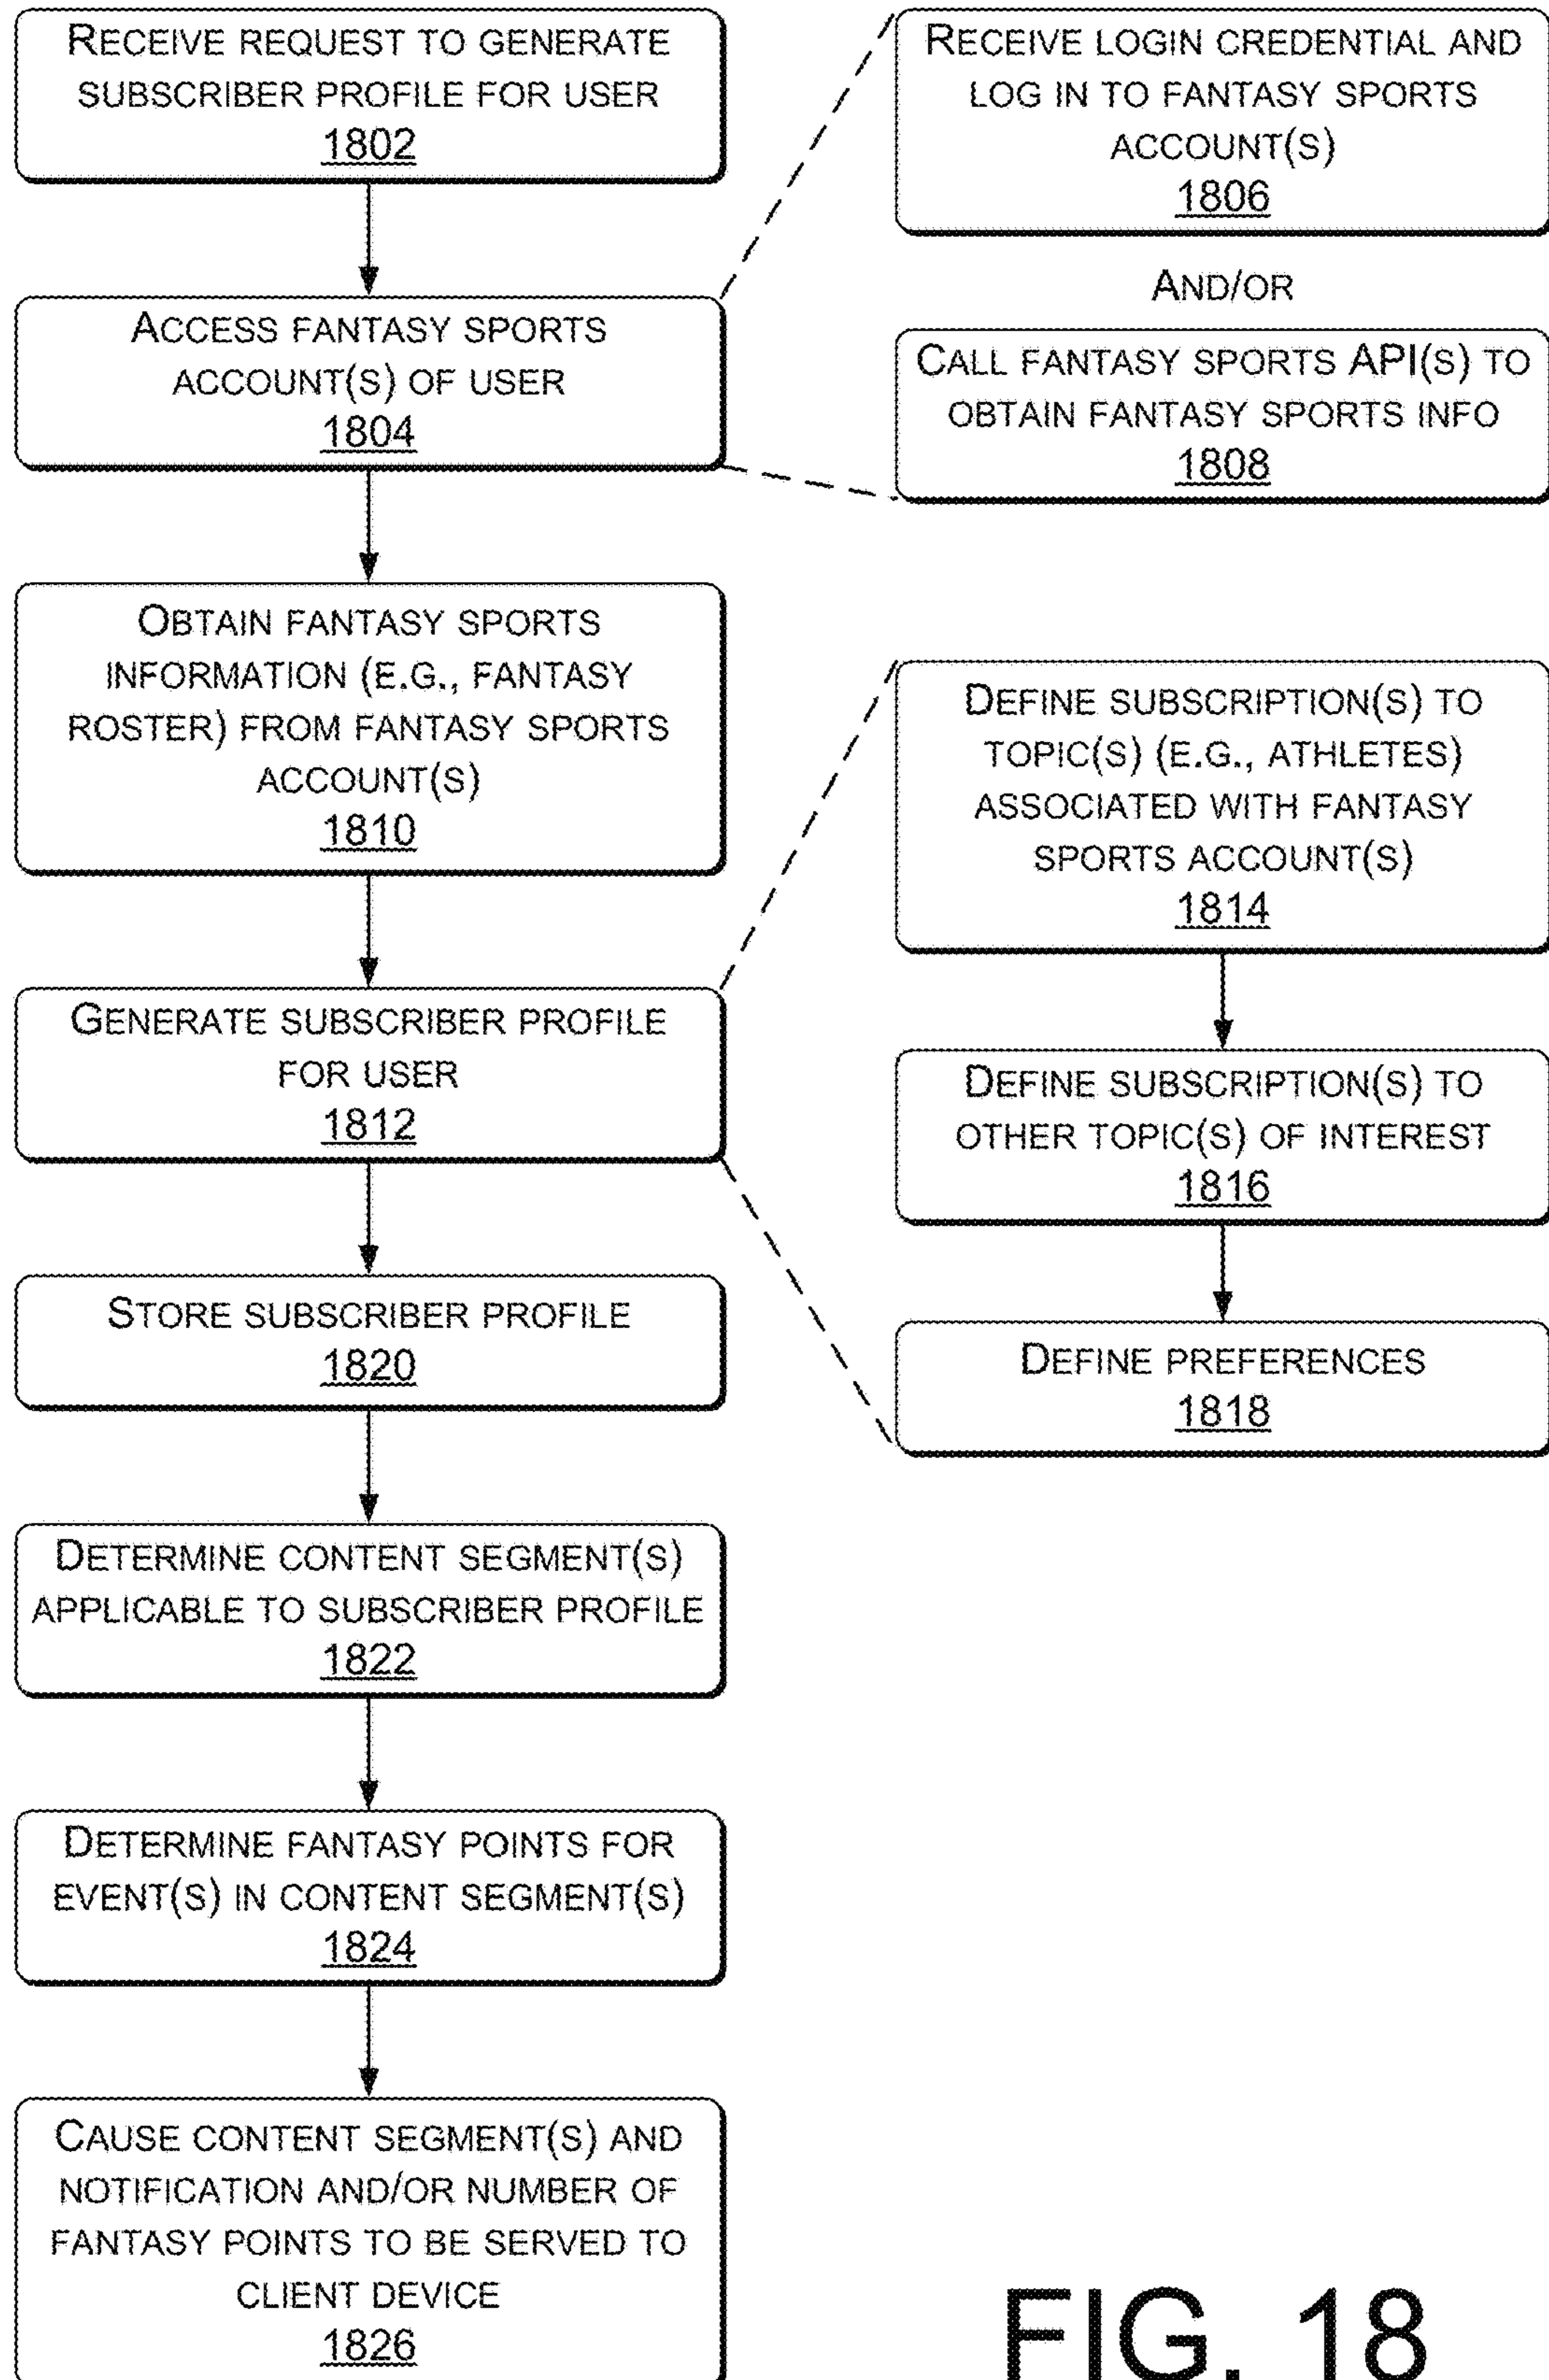 RECEIVE REQUEST TO GENERATE
SUBSCRIBER PROFILE FOR USER
1802
ACCESS FANTASY SPORTS
ACCOUNT(S) OF USER
1804
RECEIVE LOGIN CREDENTIAL AND
LOG IN TO FANTASY SPORTS
ACCOUNT(S)
1806
AND/OR
CALL FANTASY SPORTS API(S) TO
OBTAIN FANTASY SPORTS INFO
1808
OBTAIN FANTASY SPORTS
INFORMATION (E.G., FANTASY
ROSTER) FROM FANTASY SPORTS
ACCOUNT(S)
1810
GENERATE SUBSCRIBER PROFILE
FOR USER
1812
DEFINE SUBSCRIPTION(S) TO
TOPIC(S) (E.G., ATHLETES)
ASSOCIATED WITH FANTASY
SPORTS ACCOUNT(S)
1814
DEFINE SUBSCRIPTION(S) TO
OTHER TOPIC(S) OF INTEREST
1816
DEFINE PREFERENCES
1818
STORE SUBSCRIBER PROFILE
1820
DETERMINE CONTENT SEGMENT(S)
APPLICABLE TO SUBSCRIBER PROFILE
1822
DETERMINE FANTASY POINTS FOR
EVENT(S) IN CONTENT SEGMENT(S)
1824
CAUSE CONTENT SEGMENT(S) AND
NOTIFICATION AND/OR NUMBER OF
FANTASY POINTS TO BE SERVED TO
CLIENT DEVICE
1826
FIG. 18